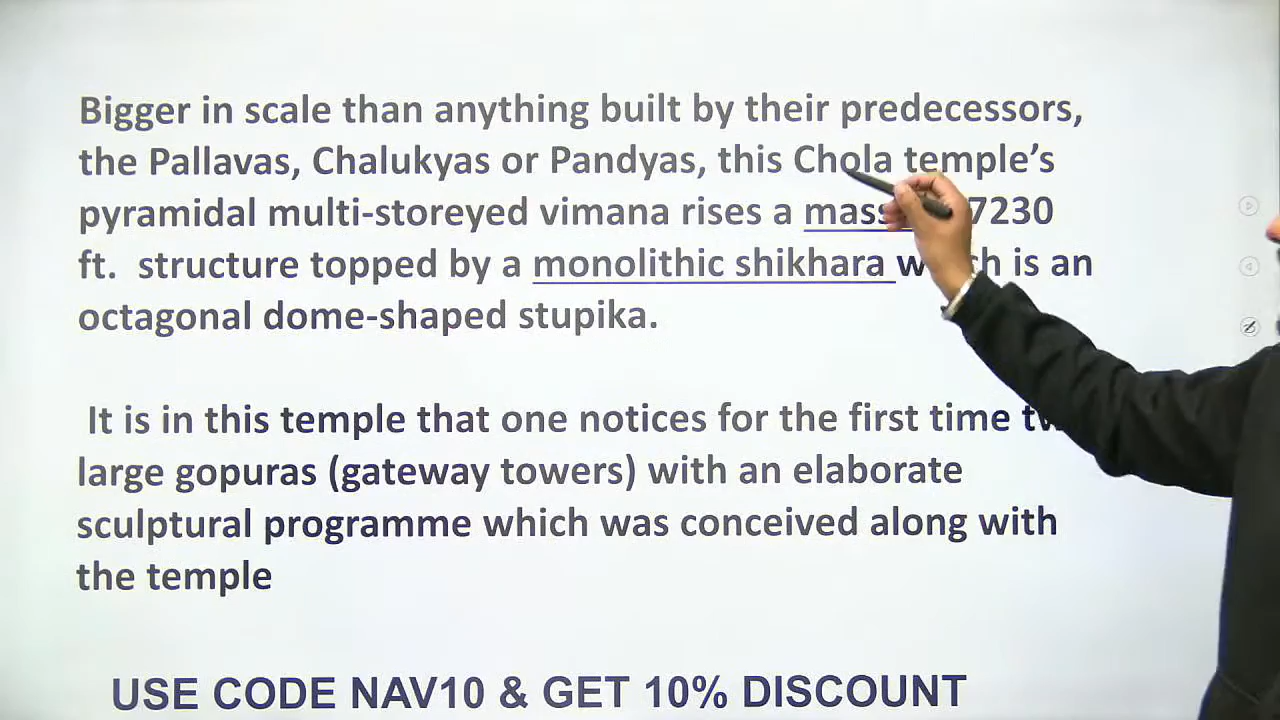 Bigger in scale than anything built by their predecessors,
the Pallavas, Chalukyas or Pandyas, this Chola temple’s
pyramidal multi-storeyed vimana rises a 7230
ft. structure topped by a monolithic shikhara is an
octagonal dome-shaped stupika.
It is in this temple that one notices for the first time
large gopuras (gateway towers) with an elaborate
sculptural programme which was conceived along with
the temple
USE CODE NAV10 & GET 10% DISCOUNT